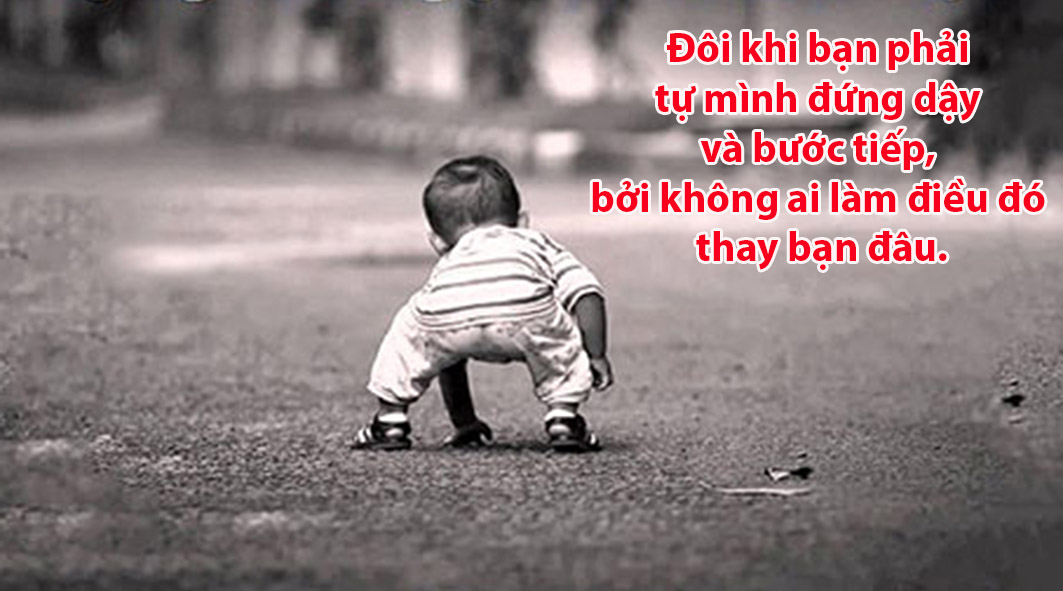 Đôi khi bạn phải
tự mình đứng dậy
và bước tiếp,
bởi không ai làm điều đó
thay bạn đâu.